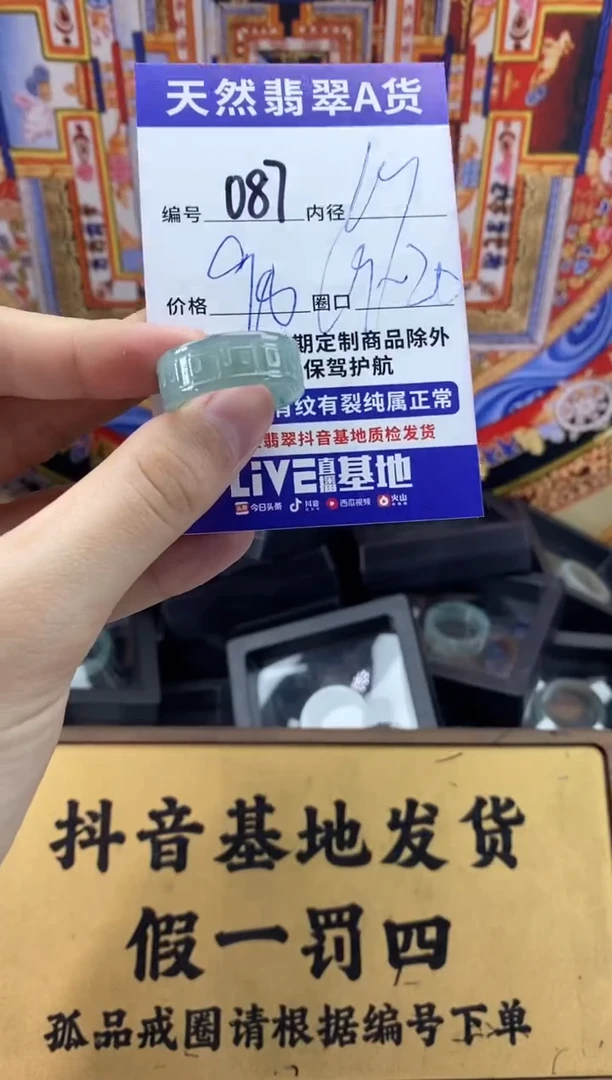 天然翡翠A货
编号 087 内径 17
价格 98 圈口 19~20
期定制商品除外
保驾护航
有纹有裂纯属正常
翡翠抖音基地质检发货
LiVE直播基地
头条 今日头条 抖音 西瓜视频 火山
抖音基地发货
假一罚四
孤品戒圈请根据编号下单